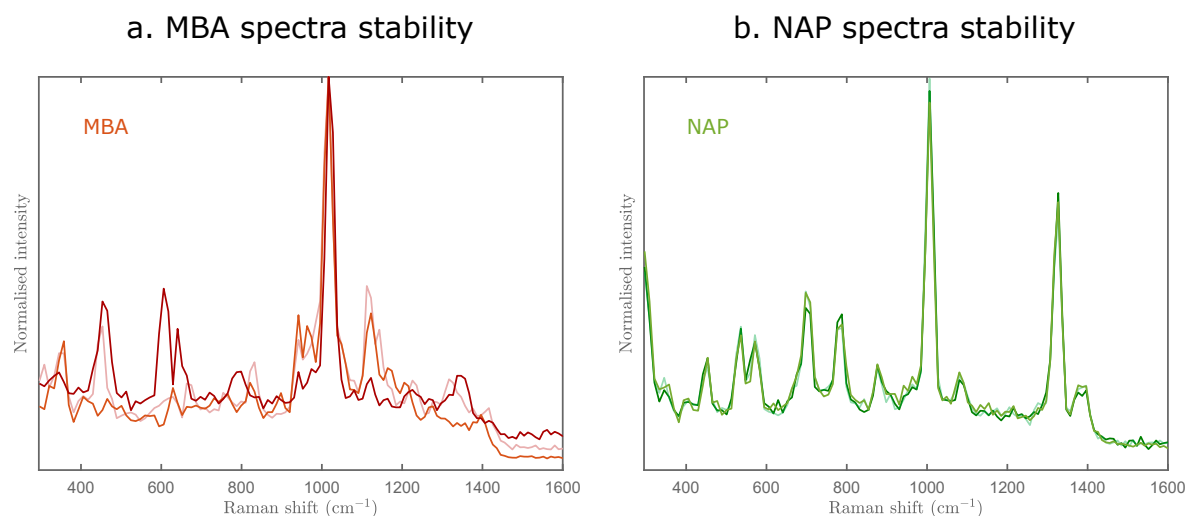 a. MBA spectra stability
b. NAP spectra stability
MBA
NAP
Normalised intensity
Normalised intensity
400 600 800 1000 1200 1400 1600
400 600 800 1000 1200 1400 1600
Raman shift (cm⁻¹)
Raman shift (cm⁻¹)